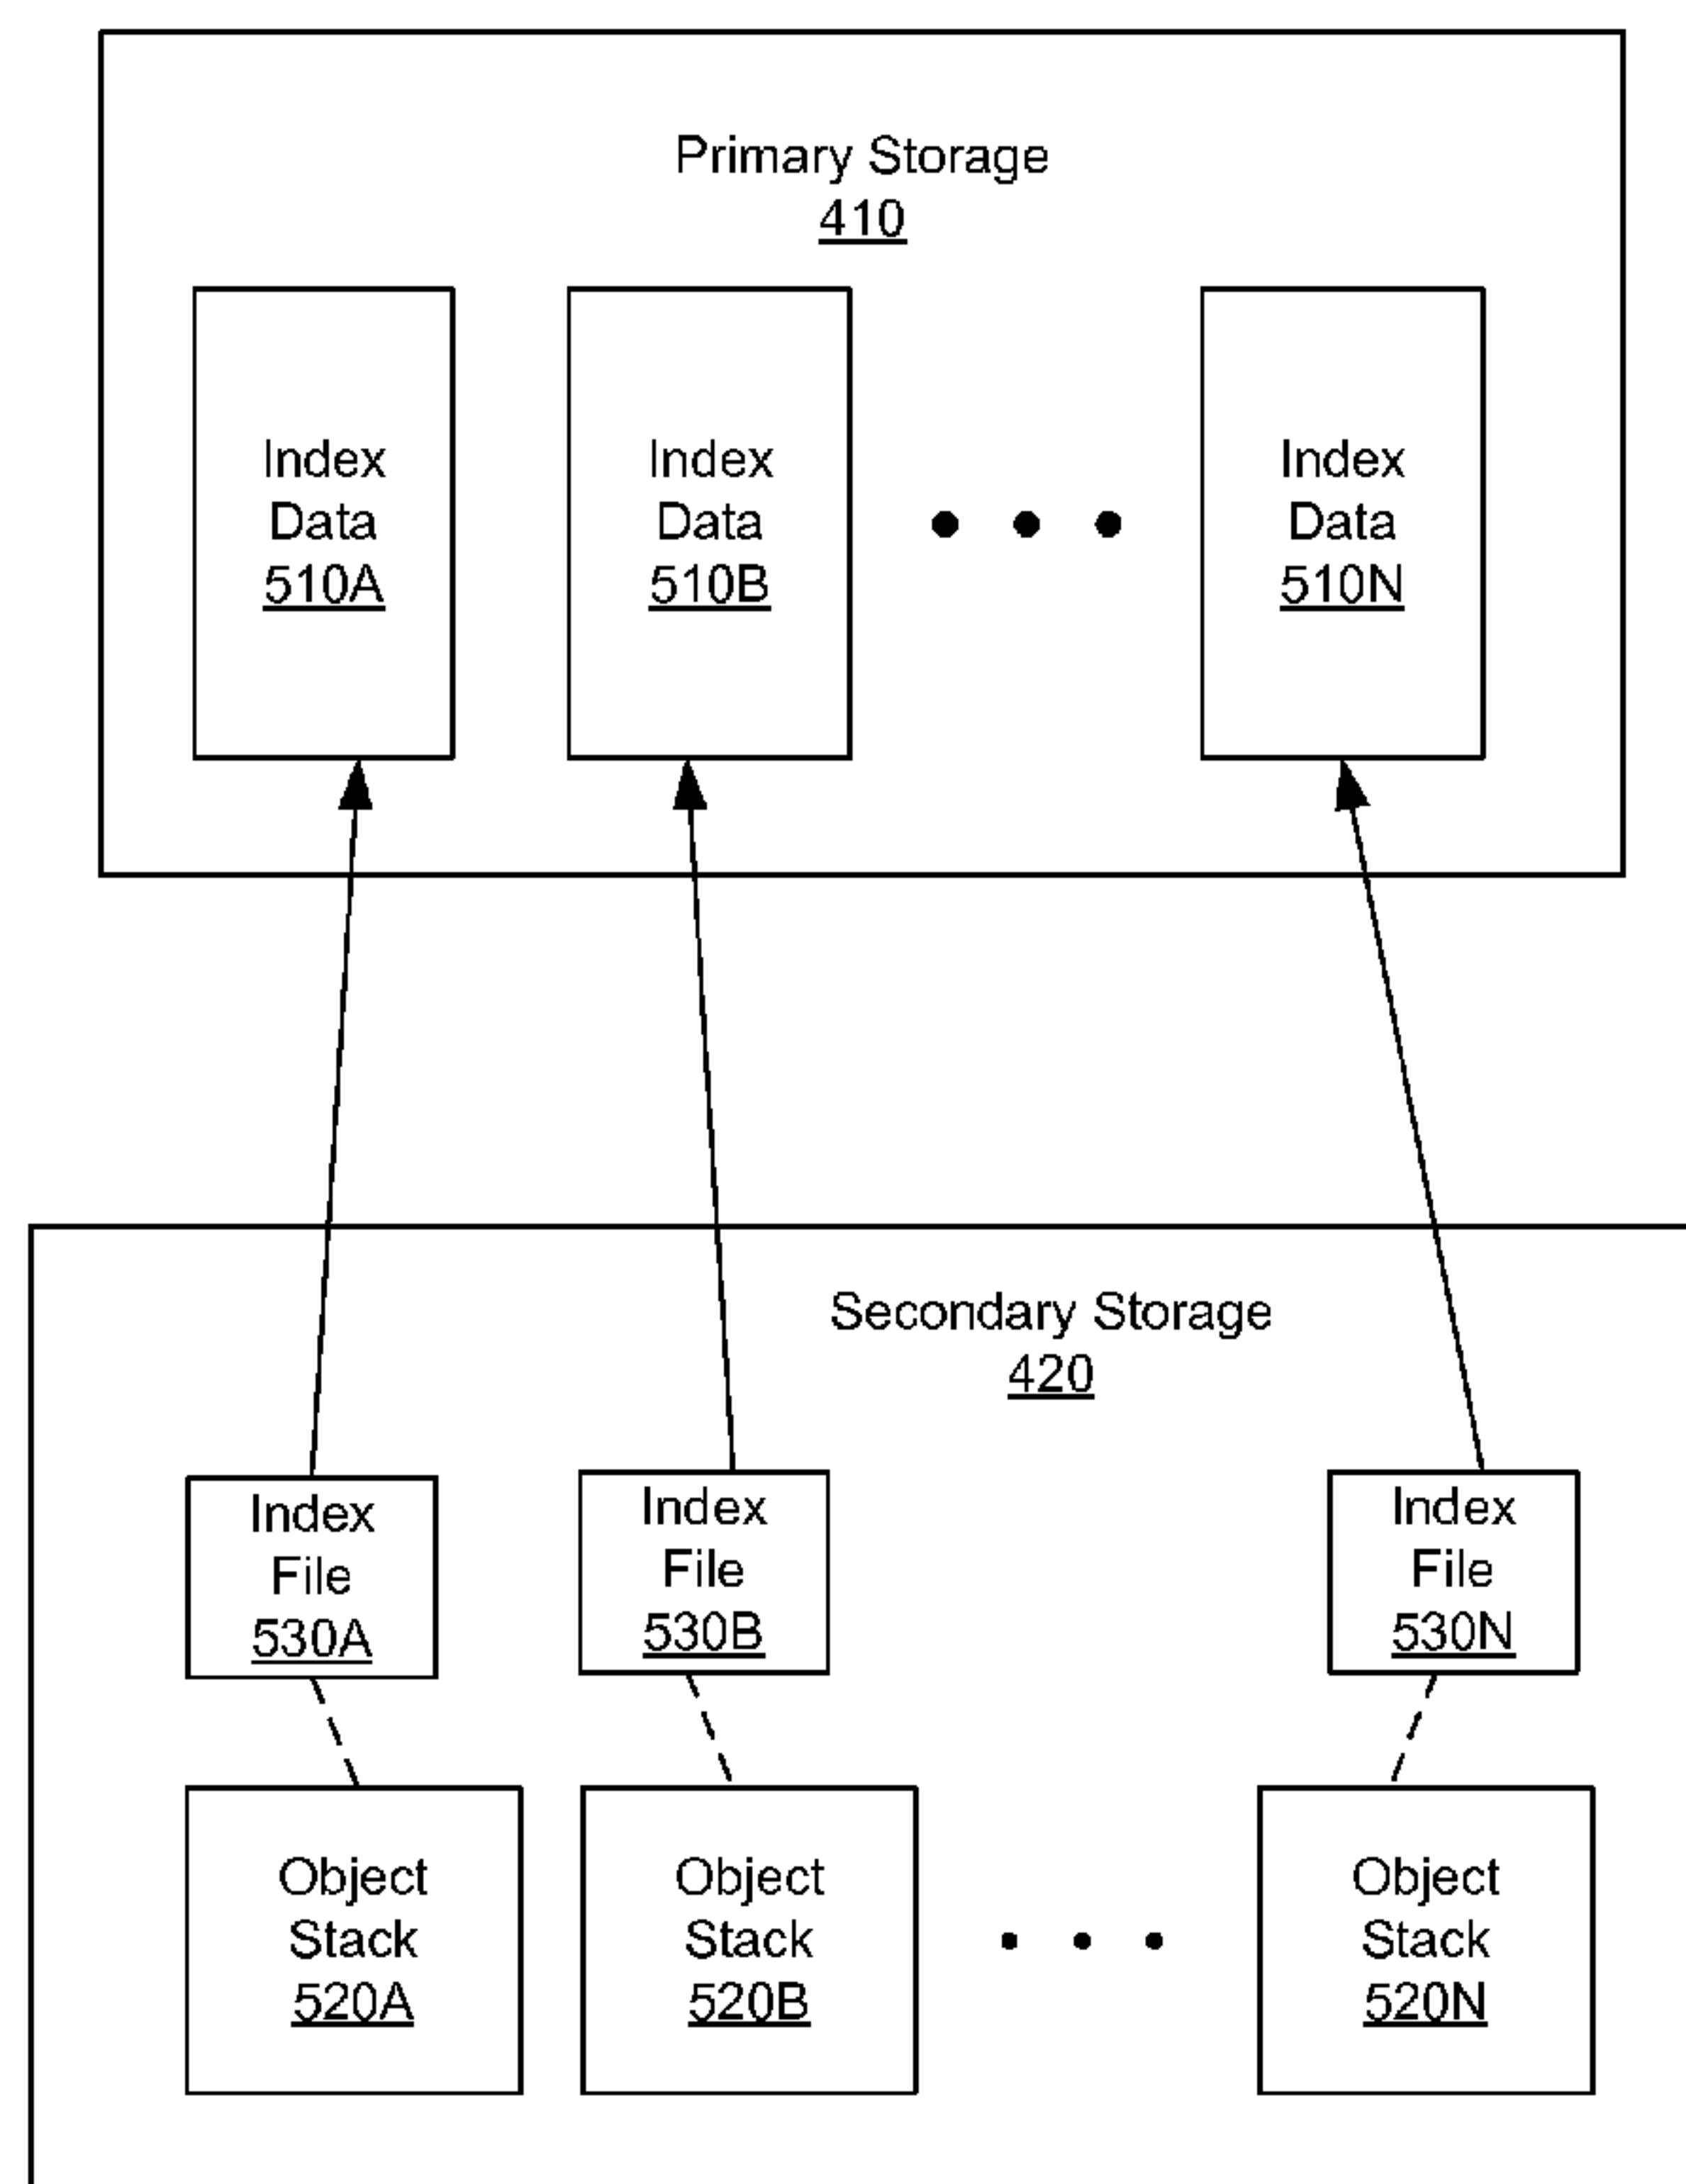 Primary Storage
410
Index
Data
510A
Index
Data
510B
Index
Data
510N
Secondary Storage
420
Index
File
530A
Index
File
530B
Index
File
530N
Object
Stack
520A
Object
Stack
520B
Object
Stack
520N